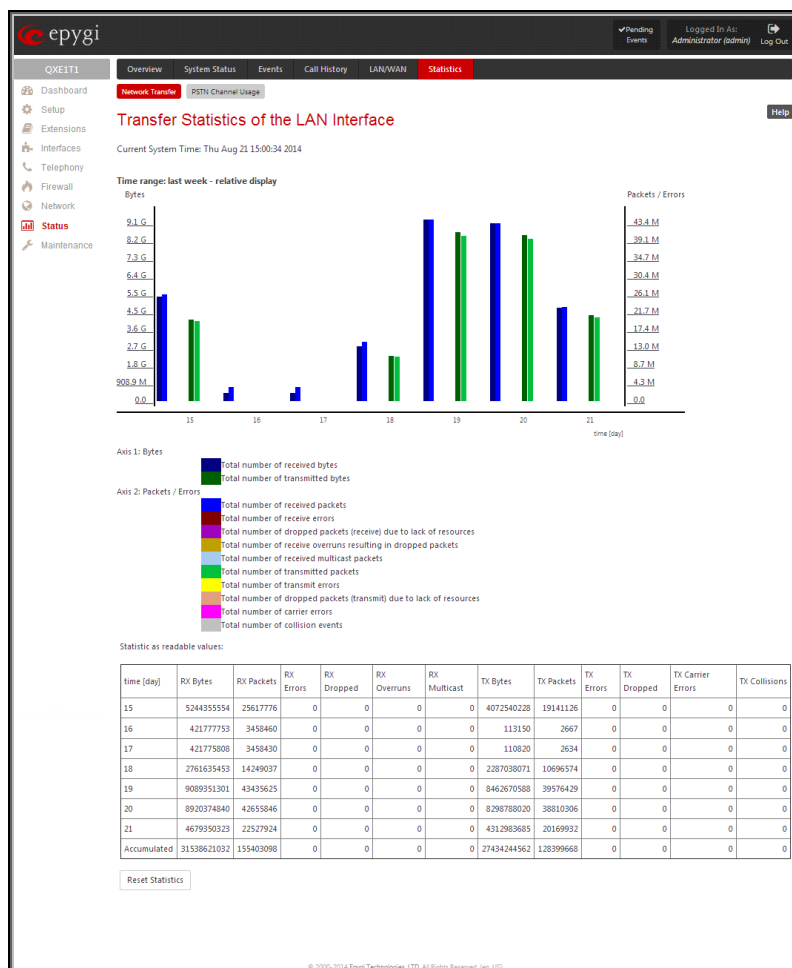 epygi
Pending Events
Logged In As:
Administrator (admin)
Log Out
QXE1T1
Overview System Status Events Call History LAN/WAN Statistics
Dashboard
Setup
Extensions
Interfaces
Telephony
Firewall
Network
Status
Maintenance
Network Transfer PSTN Channel Usage
Help
Transfer Statistics of the LAN Interface
Current System Time: Thu Aug 21 15:00:34 2014
Time range: last week - relative display
Bytes Packets / Errors
9.1 G 43.4 M
8.2 G 39.1 M
7.3 G 34.7 M
6.4 G 30.4 M
5.5 G 26.1 M
4.5 G 21.7 M
3.6 G 17.4 M
2.7 G 13.0 M
1.8 G 8.7 M
908.9 M 4.3 M
0.0 0.0
15 16 17 18 19 20 21
time [day]
Axis 1: Bytes
Total number of received bytes
Total number of transmitted bytes
Axis 2: Packets / Errors
Total number of received packets
Total number of receive errors
Total number of dropped packets (receive) due to lack of resources
Total number of receive overruns resulting in dropped packets
Total number of received multicast packets
Total number of transmitted packets
Total number of transmit errors
Total number of dropped packets (transmit) due to lack of resources
Total number of carrier errors
Total number of collision events
Statistic as readable values:
time [day] RX Bytes RX Packets RX Errors RX Dropped RX Overruns RX Multicast TX Bytes TX Packets TX Errors TX Dropped TX Carrier Errors TX Collisions
15 5244355554 25617776 0 0 0 0 4072540228 19141126 0 0 0 0
16 421777753 3458460 0 0 0 0 113150 2667 0 0 0 0
17 421775808 3458430 0 0 0 0 110820 2634 0 0 0 0
18 2761635453 14249037 0 0 0 0 2287038071 10696574 0 0 0 0
19 9089351301 43435625 0 0 0 0 8462670588 39576429 0 0 0 0
20 8920374840 42655846 0 0 0 0 8298788020 38810306 0 0 0 0
21 4679350323 22527924 0 0 0 0 4312983685 20169932 0 0 0 0
Accumulated 31538621032 155403098 0 0 0 0 27434244562 128399668 0 0 0 0
Reset Statistics
© 2000-2014 Epygi Technologies, LTD. All Rights Reserved. (en_US)